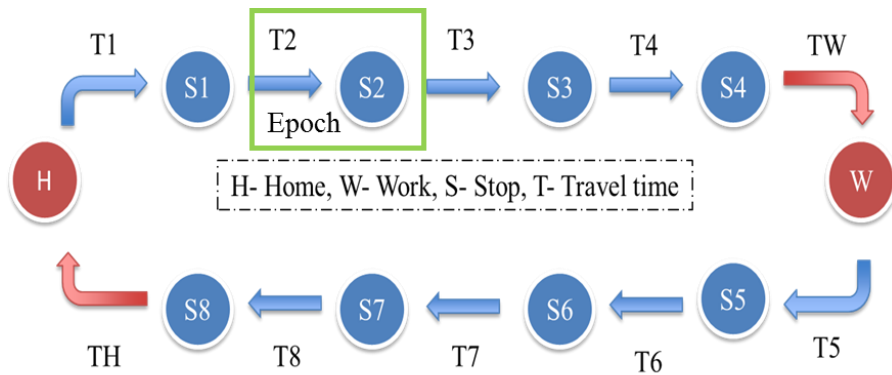 T1 T2 T3 T4 TW
S1 S2 S3 S4
Epoch
H W
H- Home, W- Work, S- Stop, T- Travel time
S8 S7 S6 S5
TH T8 T7 T6 T5